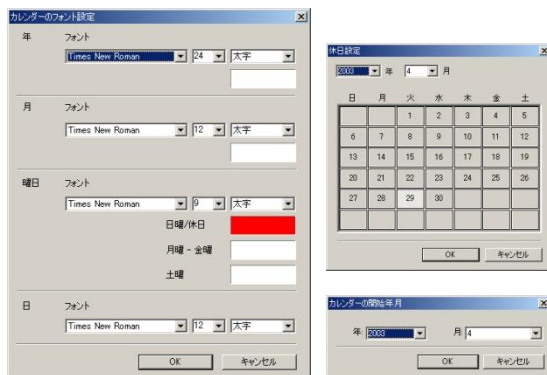 カレンダーのフォント設定
年 フォント
Times New Roman 24 太字
月 フォント
Times New Roman 12 太字
曜日 フォント
Times New Roman 9 太字
日曜/休日
月曜 - 金曜
土曜
日 フォント
Times New Roman 12 太字
OK キャンセル
休日設定
2003 年 4 月
日 月 火 水 木 金 土
1 2 3 4 5
6 7 8 9 10 11 12
13 14 15 16 17 18 19
20 21 22 23 24 25 26
27 28 29 30
OK キャンセル
カレンダーの開始年月
年 2003 月 4
OK キャンセル